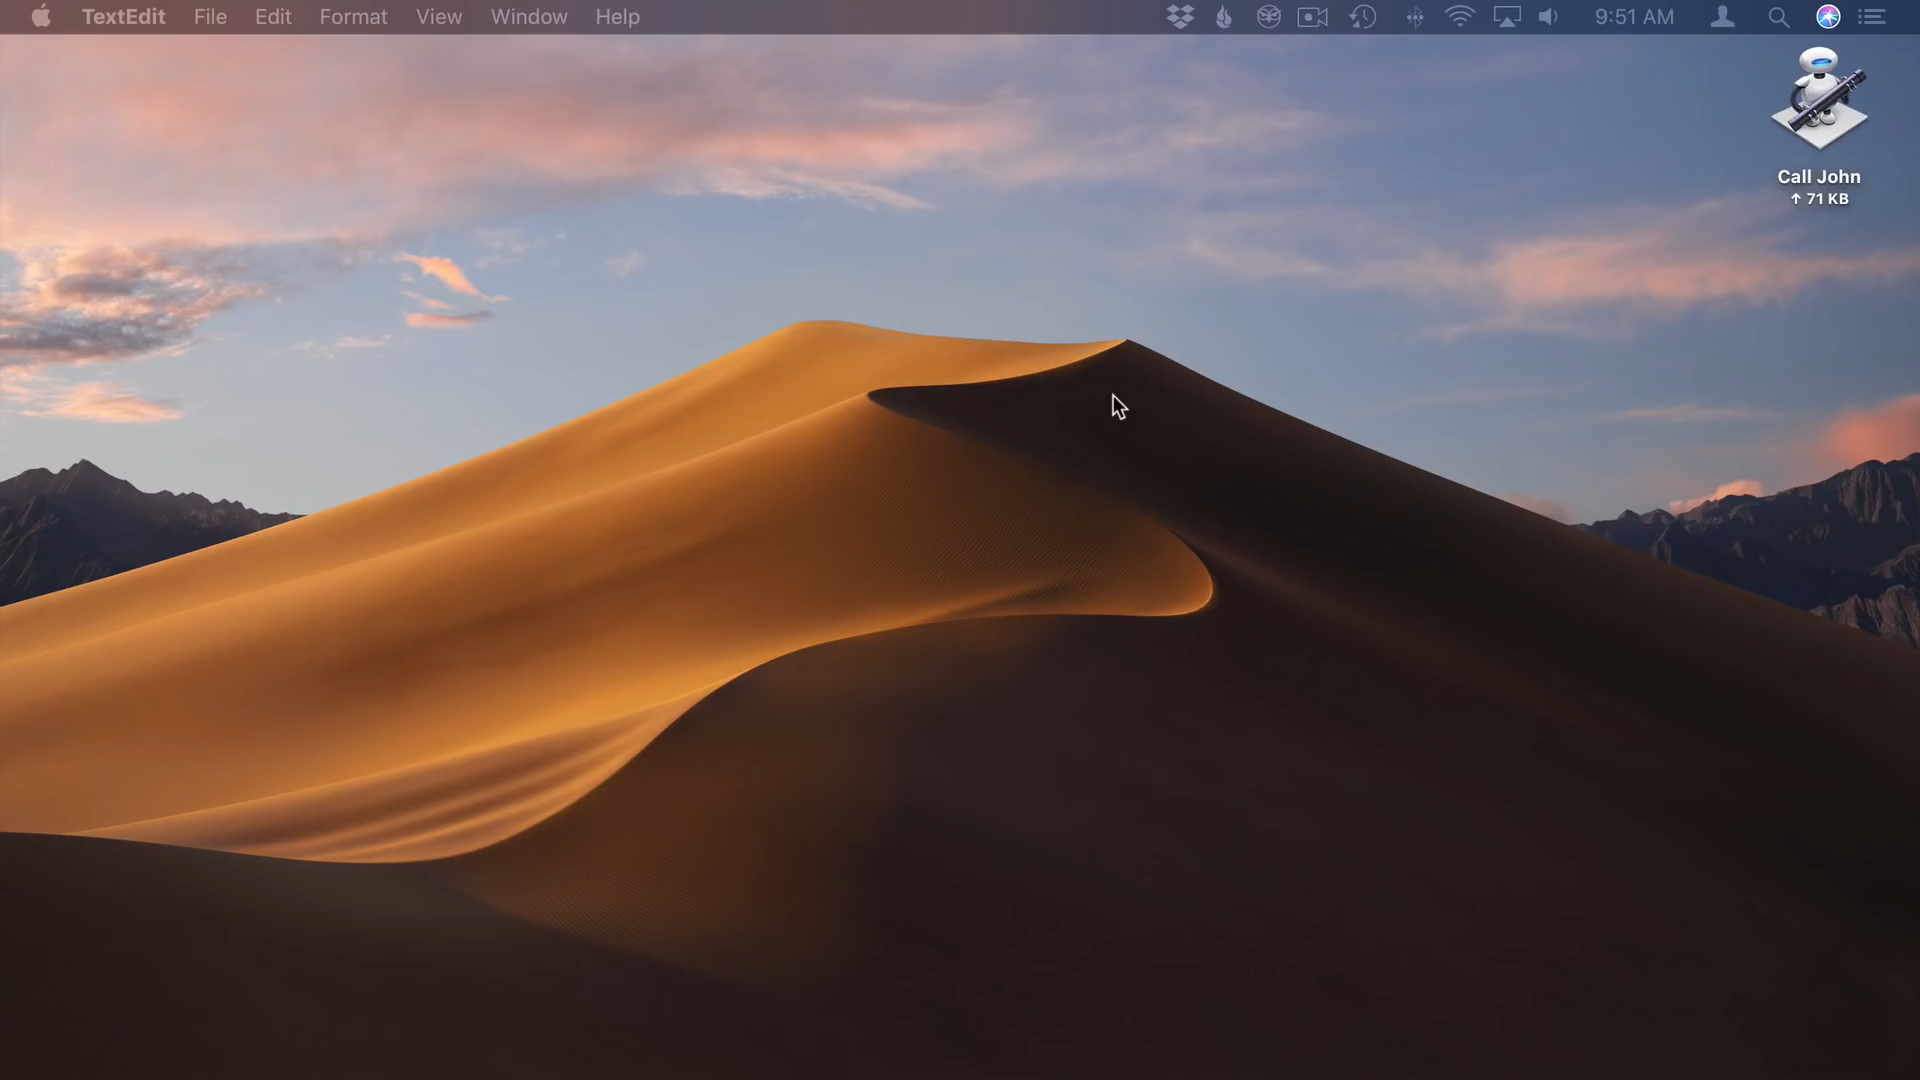 TextEdit File Edit Format View Window Help 9:51 AM
Call John
↑ 71 KB